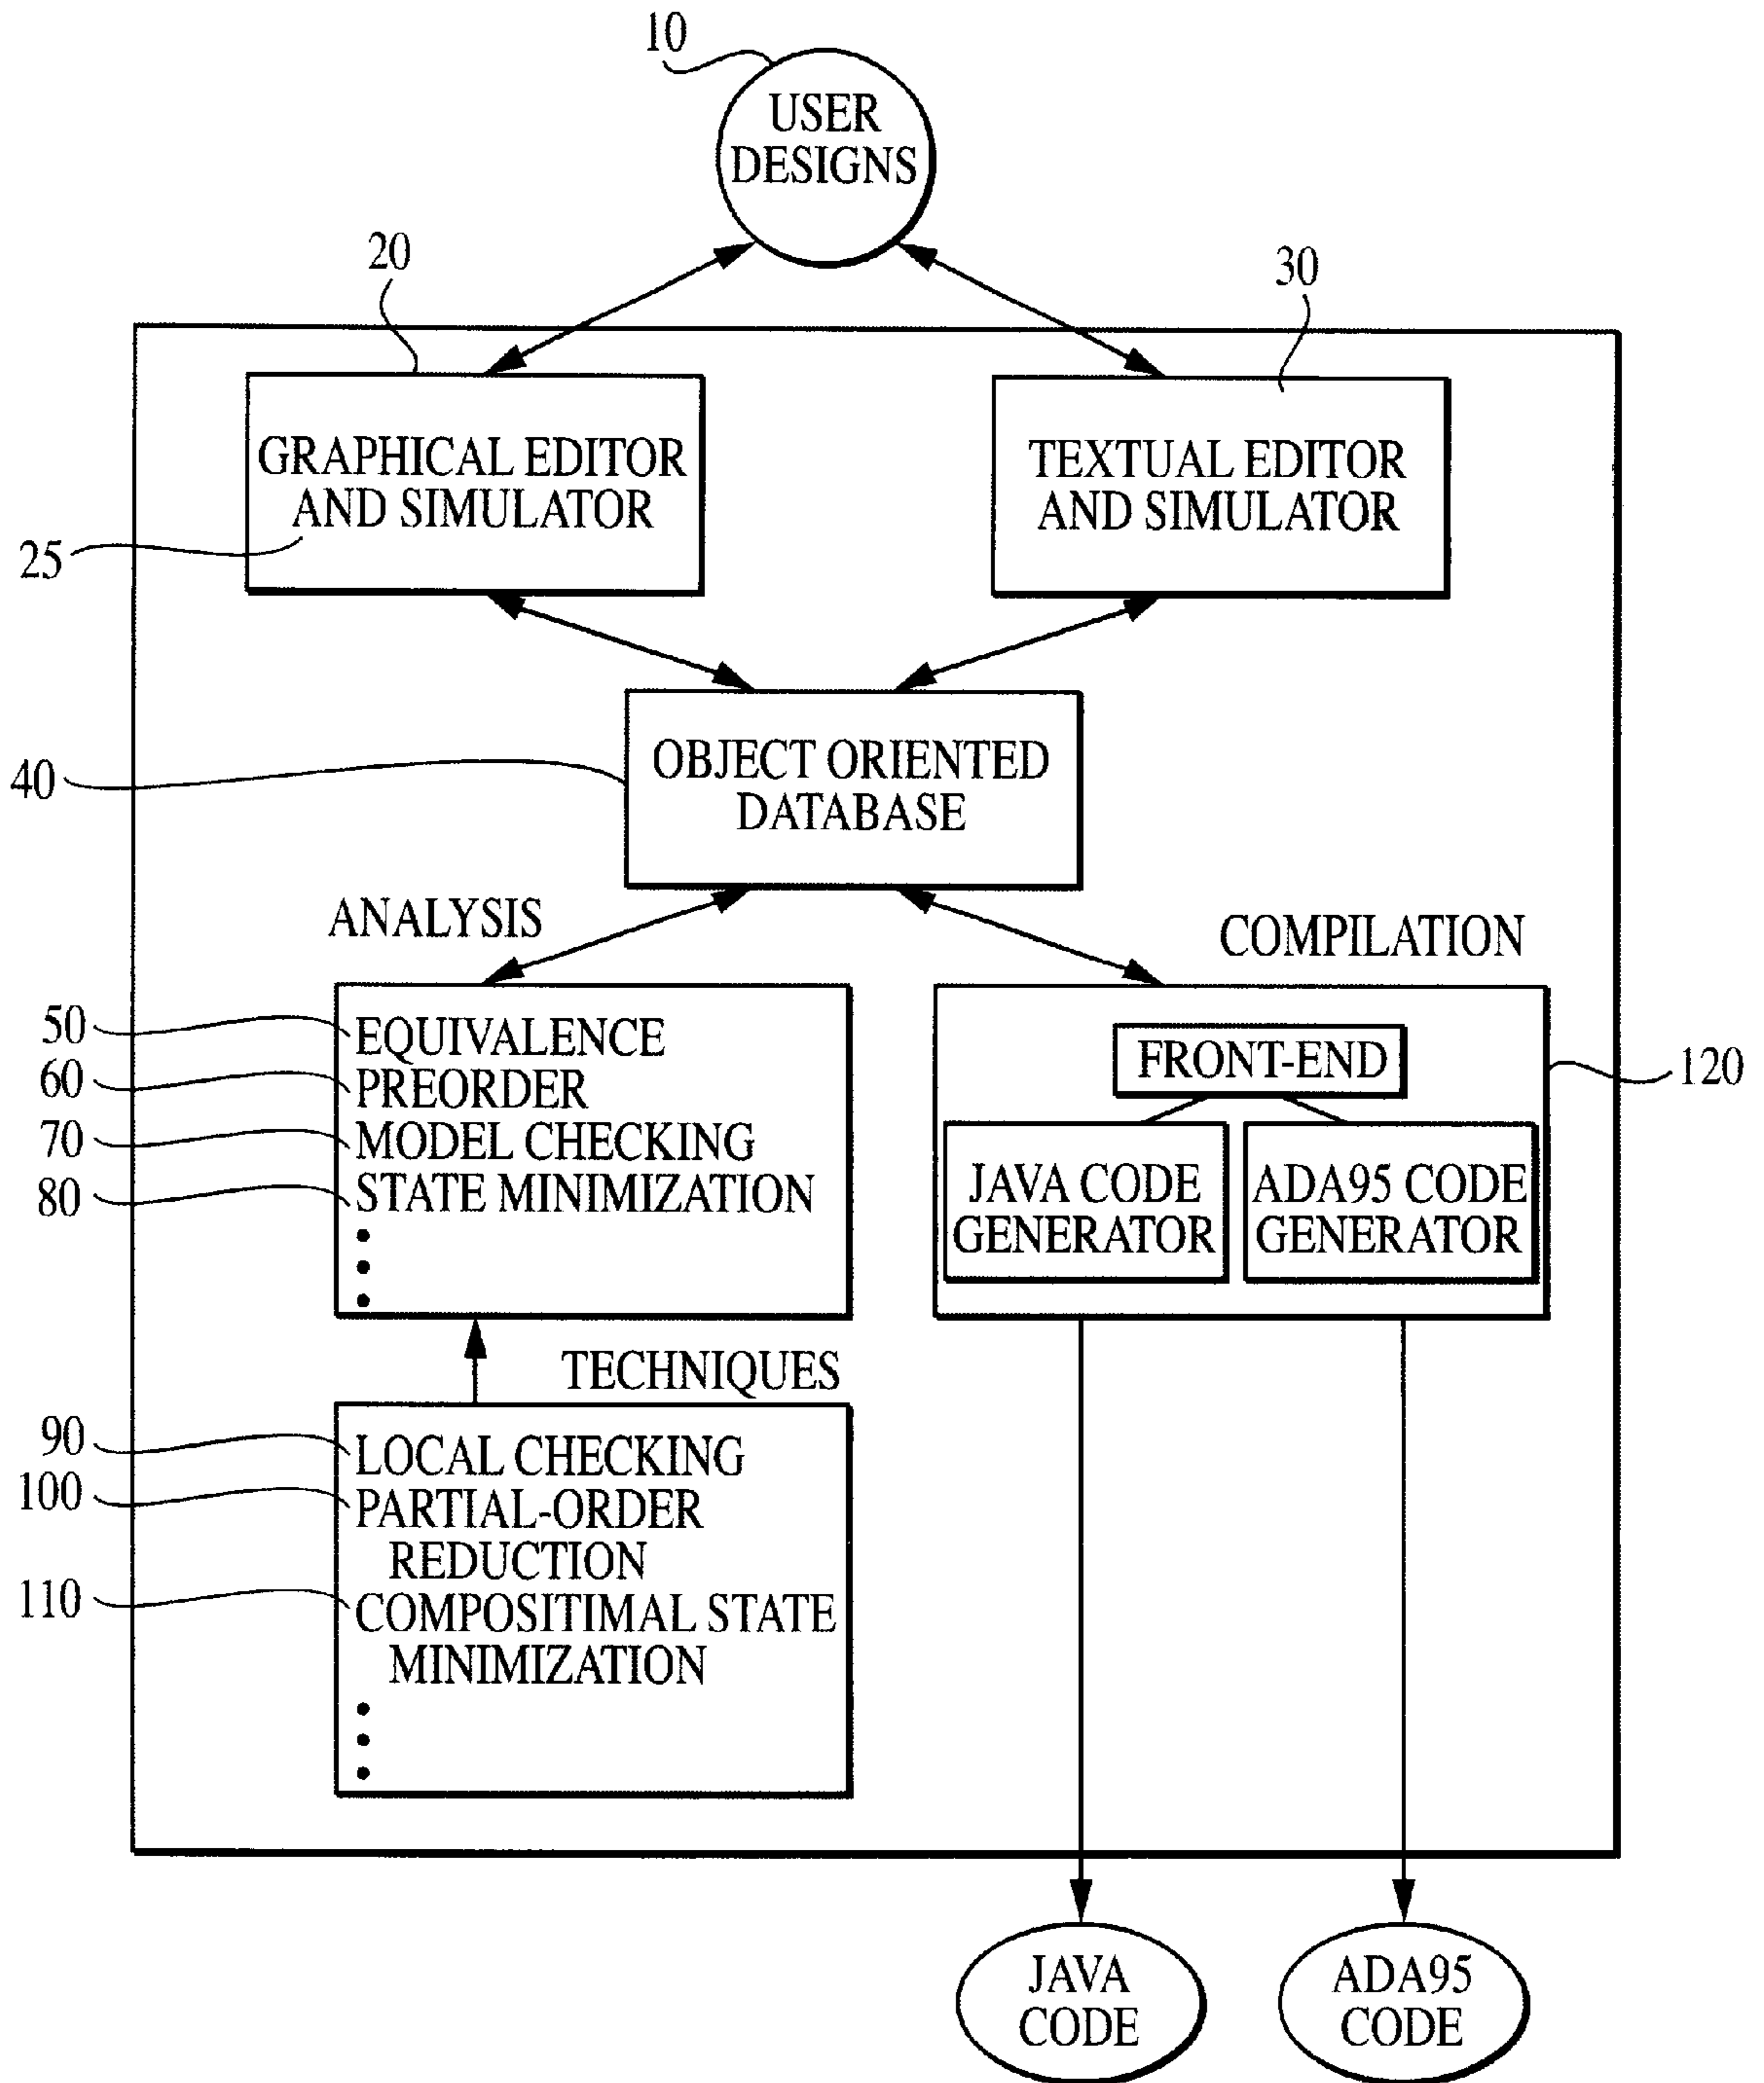 10
USER
DESIGNS
20
30
GRAPHICAL EDITOR
AND SIMULATOR
25
TEXTUAL EDITOR
AND SIMULATOR
40
OBJECT ORIENTED
DATABASE
ANALYSIS
COMPILATION
50
EQUIVALENCE
60
PREORDER
70
MODEL CHECKING
80
STATE MINIMIZATION
FRONT-END
120
JAVA CODE
GENERATOR
ADA95 CODE
GENERATOR
TECHNIQUES
90
LOCAL CHECKING
100
PARTIAL-ORDER
REDUCTION
110
COMPOSITIMAL STATE
MINIMIZATION
JAVA
CODE
ADA95
CODE